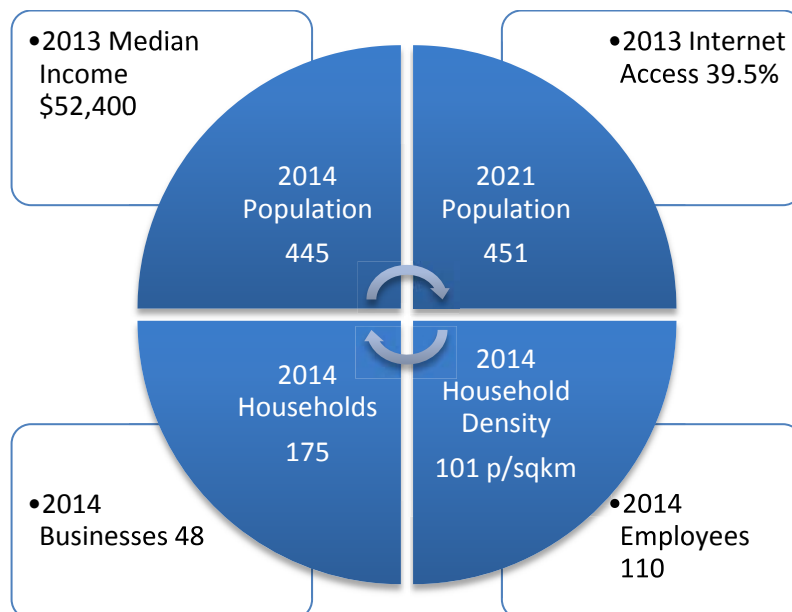 •2013 Median
Income
$52,400
•2013 Internet
Access 39.5%
2014
Population
445
2021
Population
451
2014
Households
175
2014
Household
Density
101 p/sqkm
•2014
Businesses 48
•2014
Employees
110